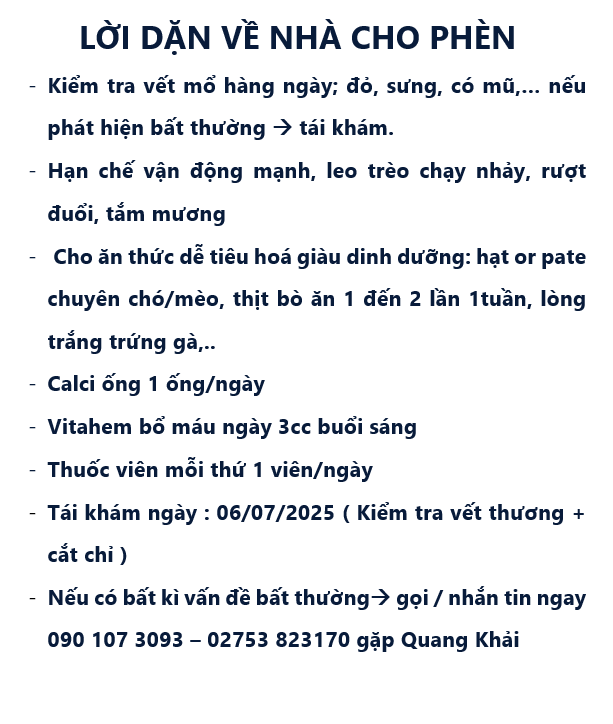 LỜI DẶN VỀ NHÀ CHO PHÈN
- Kiểm tra vết mổ hàng ngày; đỏ, sưng, có mũ,... nếu
phát hiện bất thường → tái khám.
- Hạn chế vận động mạnh, leo trèo chạy nhảy, rượt
đuổi, tắm mương
- Cho ăn thức dễ tiêu hoá giàu dinh dưỡng: hạt or pate
chuyên chó/mèo, thịt bò ăn 1 đến 2 lần 1tuần, lòng
trắng trứng gà,..
- Calci ống 1 ống/ngày
- Vitahem bổ máu ngày 3cc buổi sáng
- Thuốc viên mỗi thứ 1 viên/ngày
- Tái khám ngày : 06/07/2025 ( Kiểm tra vết thương +
cắt chỉ )
- Nếu có bất kì vấn đề bất thường→ gọi / nhắn tin ngay
090 107 3093 – 02753 823170 gặp Quang Khải